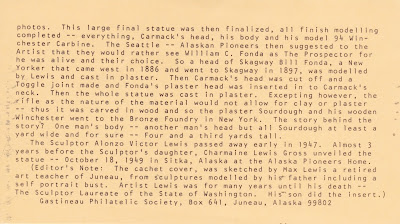 photos.  This large final statue was then finalized, all finish modelling
completed -- everything, Carmack's head, his body and his model 94 Win-
chester Carbine.  The Seattle -- Alaskan Pioneers then suggested to the
Artist that they would rather see William C. Fonda as The Prospector for
he was alive and their choice.  So a head of Skagway Bill Fonda, a New
Yorker that came west in 1886 and went to Skagway in 1897, was modelled
by Lewis and cast in plaster.  Then Carmack's head was cut off and a
Toggle joint made and Fonda's plaster head was inserted in to Carmack's
neck.  Then the whole statue was cast in plaster.  Excepting however, the
rifle as the nature of the material would not allow for clay or plaster
-- thus it was carved in wood and so the plaster Sourdough and his wooden
Winchester went to the Bronze Foundry in New York.  The story behind the
story?  One man's body -- another man's head but all Sourdough at least a
yard wide and for sure -- Four and a third yards tall.
The Sculptor Alonzo Victor Lewis passed away early in 1947.  Almost 3
years before the Sculptor's daughter, Charmaine Lewis Gross unveiled the
statue -- October 18, 1949 in Sitka, Alaska at the Alaska Pioneers Home.
(Editor's Note:  The cachet cover, was sketched by Max Lewis a retired
art teacher of Juneau, from sculptures modelled by his father including a
self portrait bust.  Artist Lewis was for many years until his death --
The Sculptor Laureate of the State of Washington.  His son did the insert.)
Gastineau Philatelic Society, Box 641, Juneau, Alaska 99802